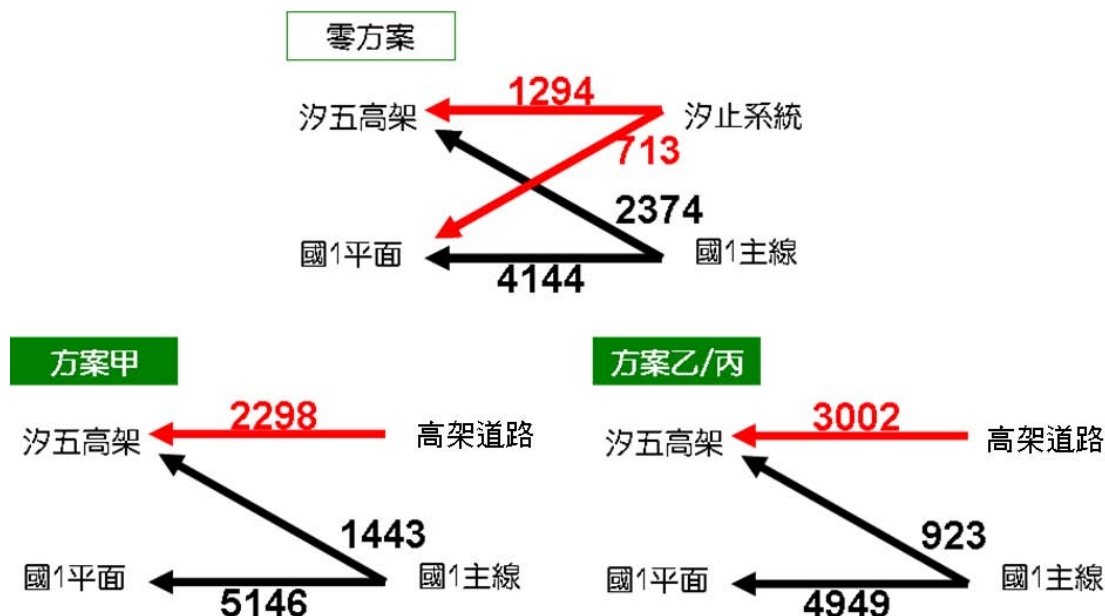 零方案
1294
汐五高架
汐止系統
713
2374
國1平面
國1主線
4144
方案甲
2298
汐五高架
高架道路
1443
國1平面
國1主線
5146
方案乙/丙
3002
汐五高架
高架道路
923
國1平面
國1主線
4949